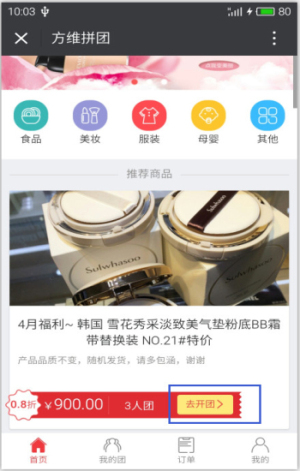 10:03 80
× 方维拼团
食品 美妆 服装 母婴 其他
推荐商品
Sulwhasoo
Sulwhasoo
4月福利~ 韩国 雪花秀采淡致美气垫粉底BB霜
带替换装 NO.21#特价
产品品质不变，随机发货，请多包涵，谢谢
0.8折 ¥900.00 3人团 去开团>
首页 我的团 订单 我的